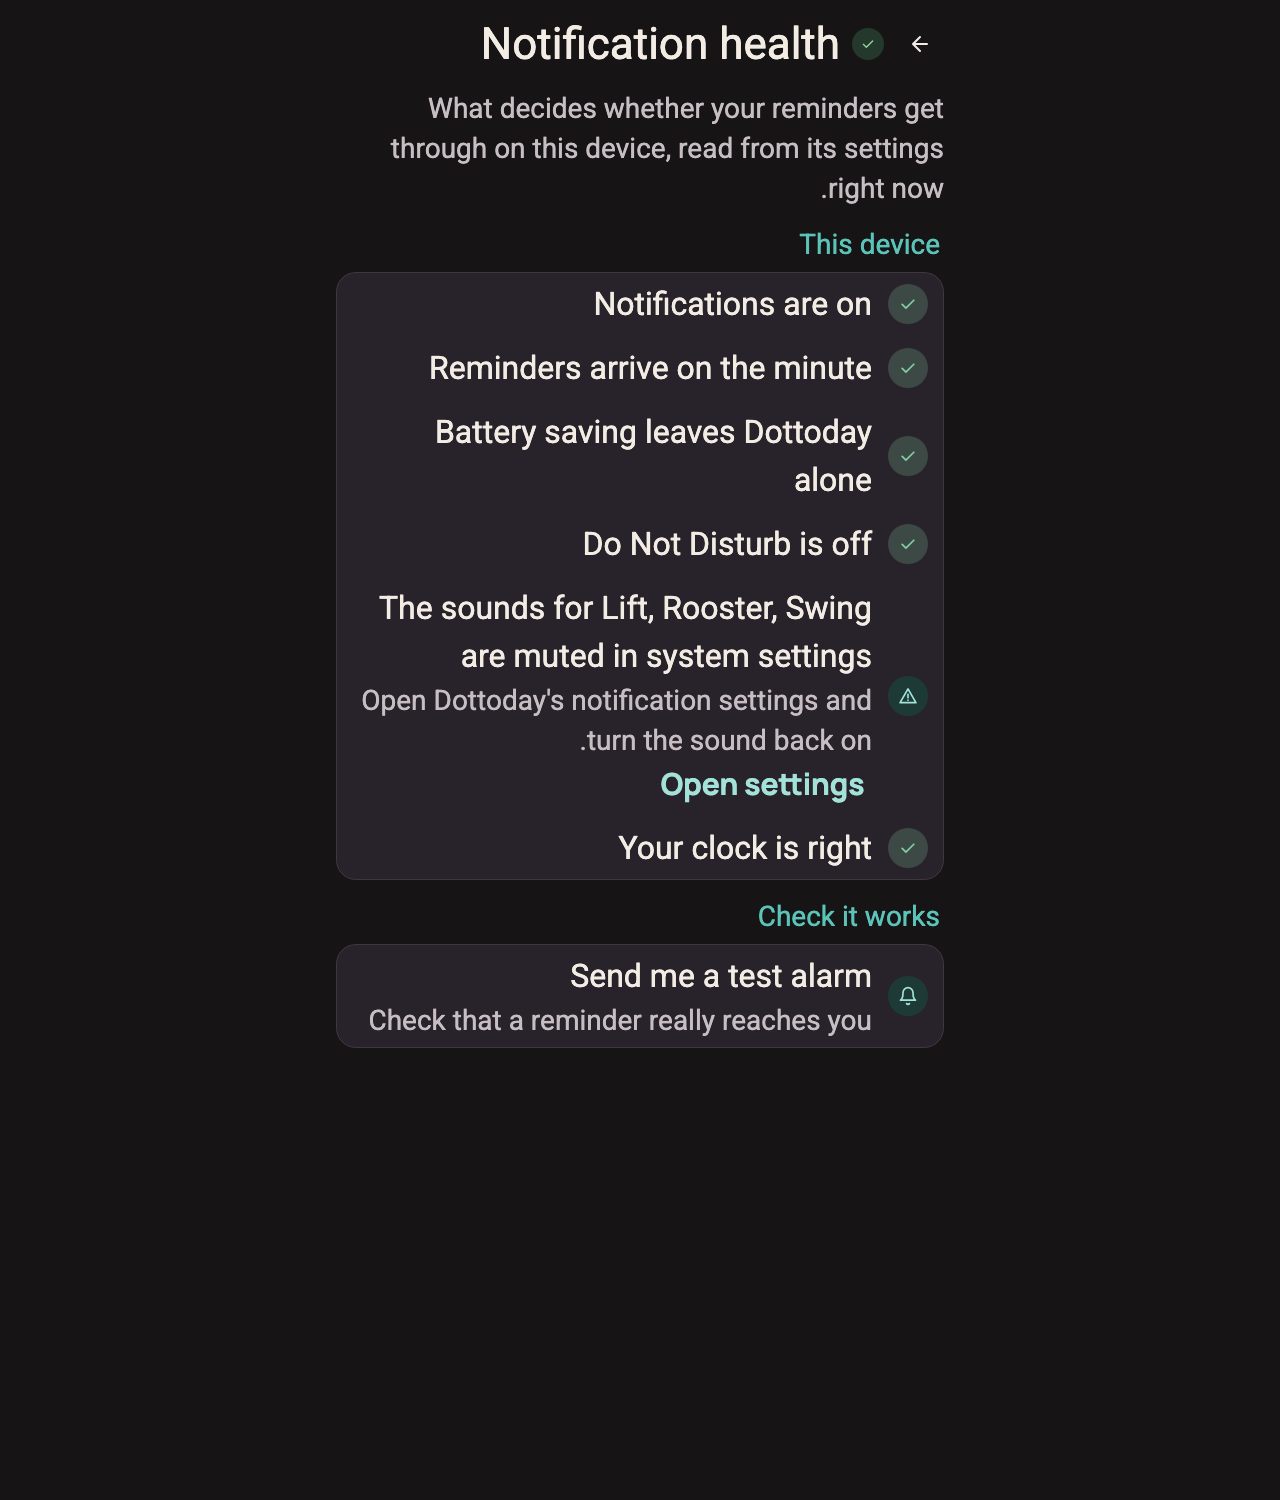 Notification health
What decides whether your reminders get
through on this device, read from its settings
.right now
This device
Notifications are on
Reminders arrive on the minute
Battery saving leaves Dottoday
alone
Do Not Disturb is off
The sounds for Lift, Rooster, Swing
are muted in system settings
Open Dottoday's notification settings and
.turn the sound back on
Open settings
Your clock is right
Check it works
Send me a test alarm
Check that a reminder really reaches you